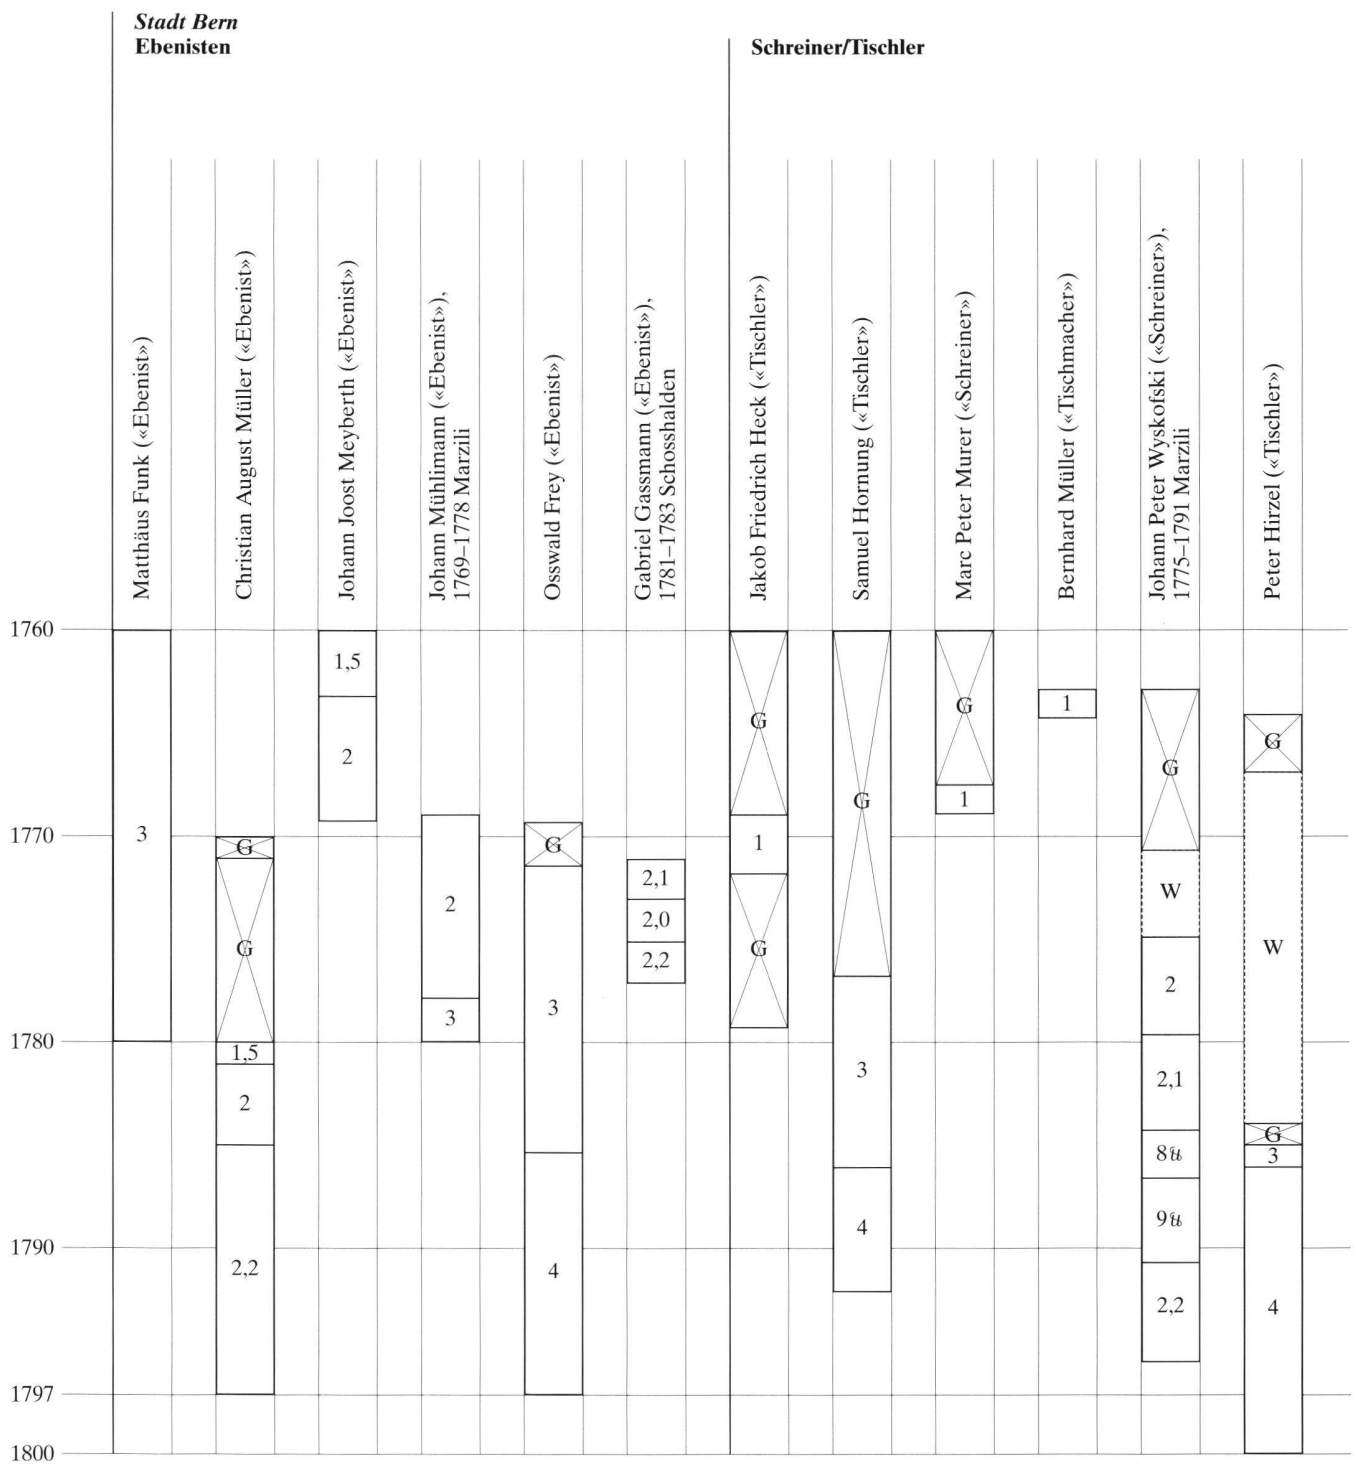 Stadt Bern
Ebenisten
Schreiner/Tischler
Matthäus Funk («Ebenist»)
Christian August Müller («Ebenist»)
Johann Joost Meyberth («Ebenist»)
Johann Mühlimann («Ebenist»),
1769–1778 Marzili
Osswald Frey («Ebenist»)
Gabriel Gassmann («Ebenist»),
1781–1783 Schosshalden
Jakob Friedrich Heck («Tischler»)
Samuel Hornung («Tischler»)
Marc Peter Murer («Schreiner»)
Bernhard Müller («Tischmacher»)
Johann Peter Wyskofski («Schreiner»),
1775–1791 Marzili
Peter Hirzel («Tischler»)
1760
1770
1780
1790
1797
1800
3
G
G
1,5
2
2,2
1,5
2
2
3
G
3
4
2,1
2,0
2,2
G
1
G
G
3
4
G
1
1
G
W
2
2,1
8 ℔
9 ℔
2,2
G
W
G
3
4